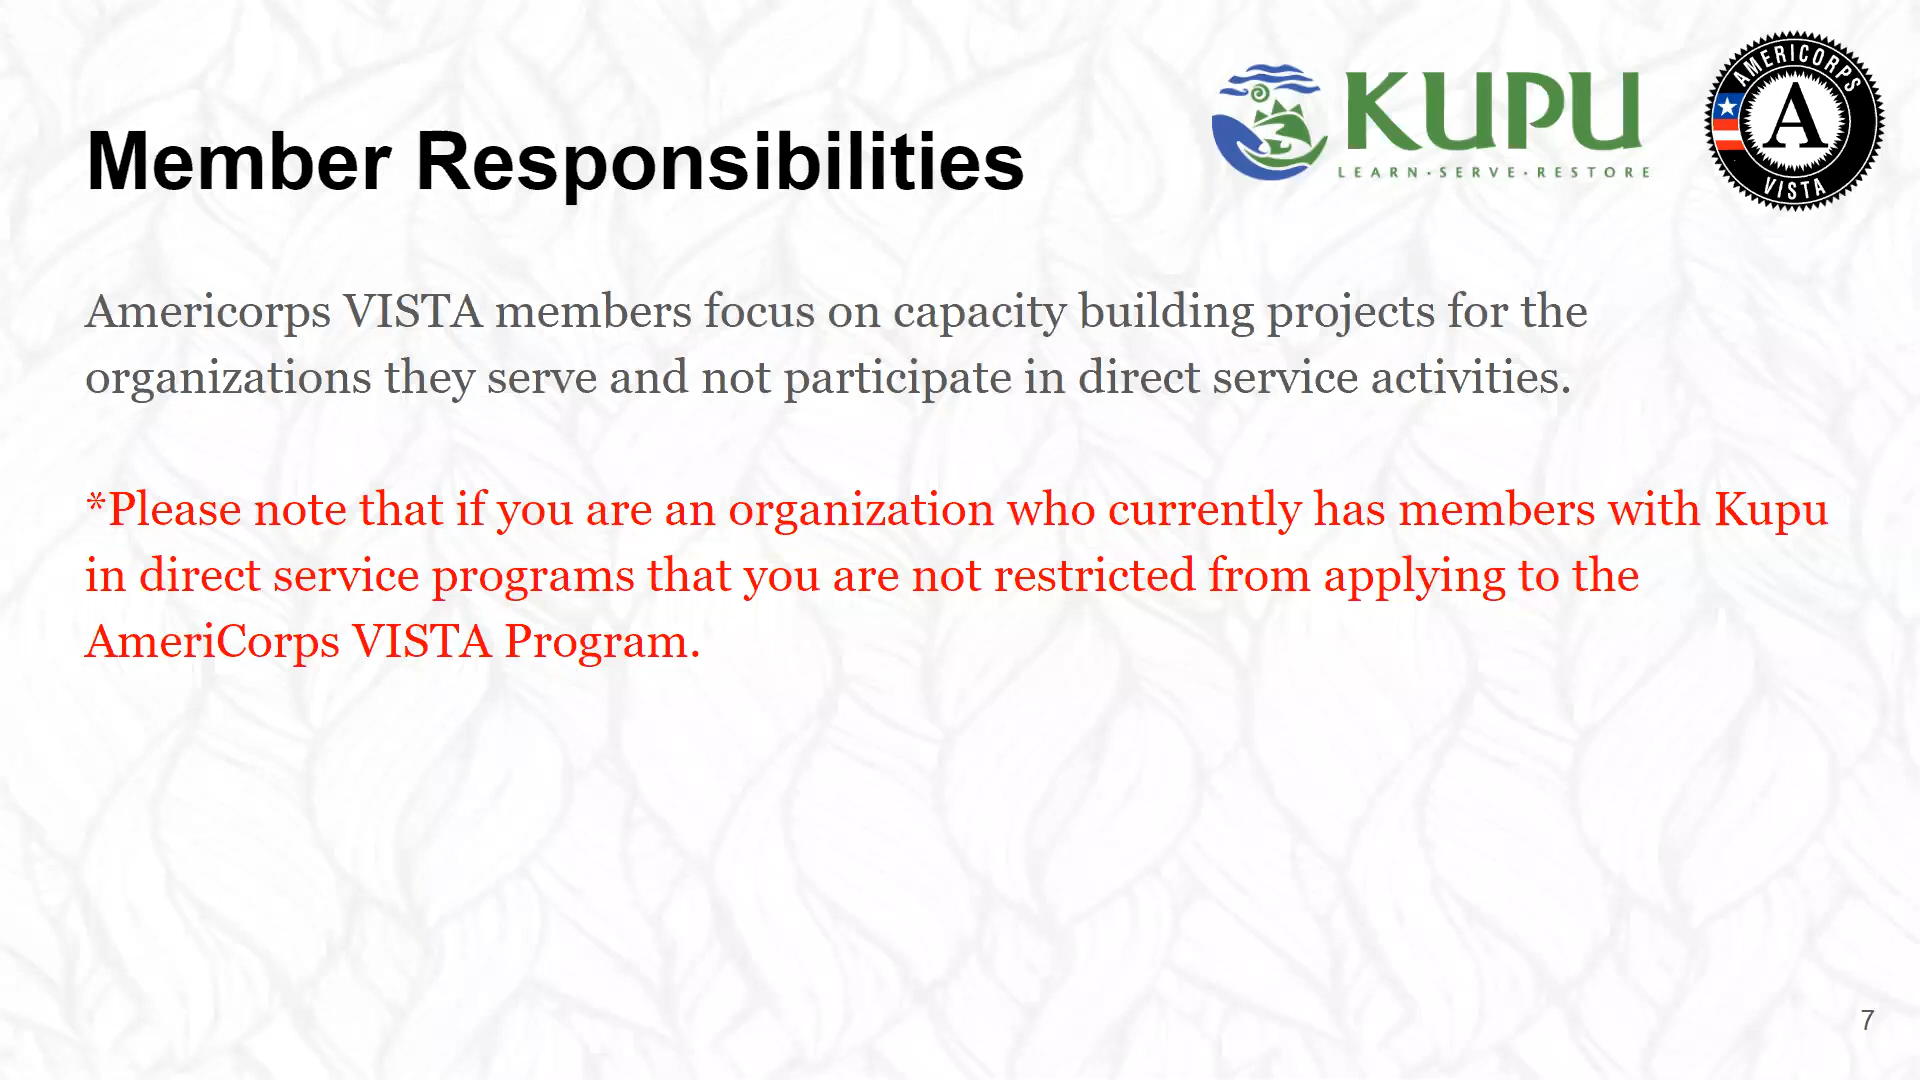 KUPU
LEARN·SERVE·RESTORE
AMERICORPS
A
VISTA
Member Responsibilities
Americorps VISTA members focus on capacity building projects for the
organizations they serve and not participate in direct service activities.
*Please note that if you are an organization who currently has members with Kupu
in direct service programs that you are not restricted from applying to the
AmeriCorps VISTA Program.
7